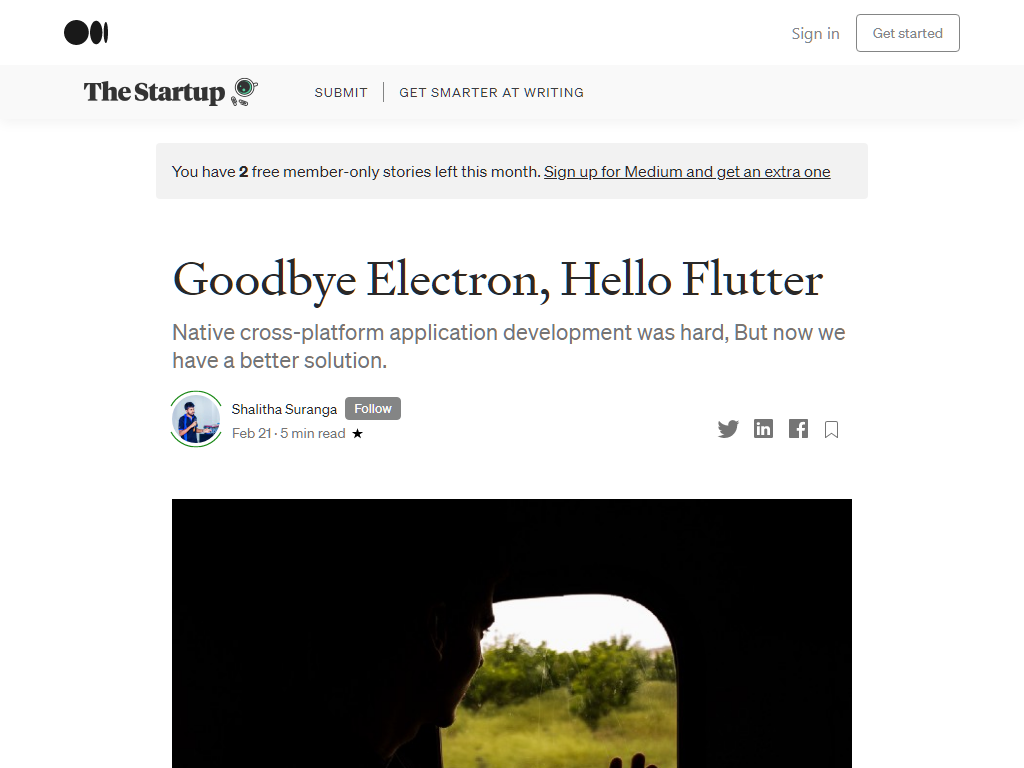 Sign in
Get started
The Startup
SUBMIT
GET SMARTER AT WRITING
You have 2 free member-only stories left this month. Sign up for Medium and get an extra one
Goodbye Electron, Hello Flutter
Native cross-platform application development was hard, But now we
have a better solution.
Shalitha Suranga
Follow
Feb 21 · 5 min read ★